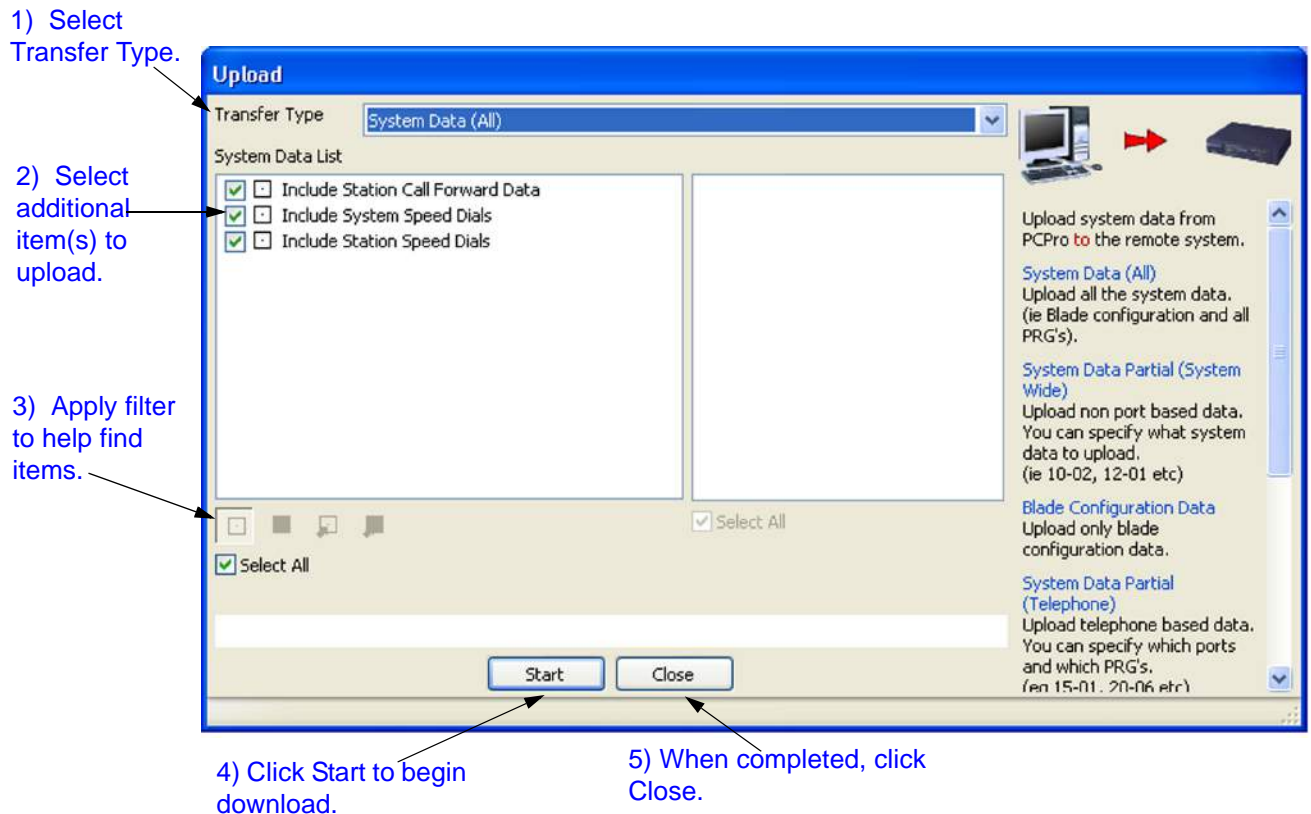 1) Select
Transfer Type.
Upload
Transfer Type
System Data (All)
System Data List
2) Select
additional
item(s) to
upload.
Include Station Call Forward Data
Include System Speed Dials
Include Station Speed Dials
3) Apply filter
to help find
items.
Select All
Select All
Start
Close
Upload system data from
PCPro to the remote system.
System Data (All)
Upload all the system data.
(ie Blade configuration and all
PRG's).
System Data Partial (System
Wide)
Upload non port based data.
You can specify what system
data to upload.
(ie 10-02, 12-01 etc)
Blade Configuration Data
Upload only blade
configuration data.
System Data Partial
(Telephone)
Upload telephone based data.
You can specify which ports
and which PRG's.
(eg 15-01, 20-06 etc)
4) Click Start to begin
download.
5) When completed, click
Close.